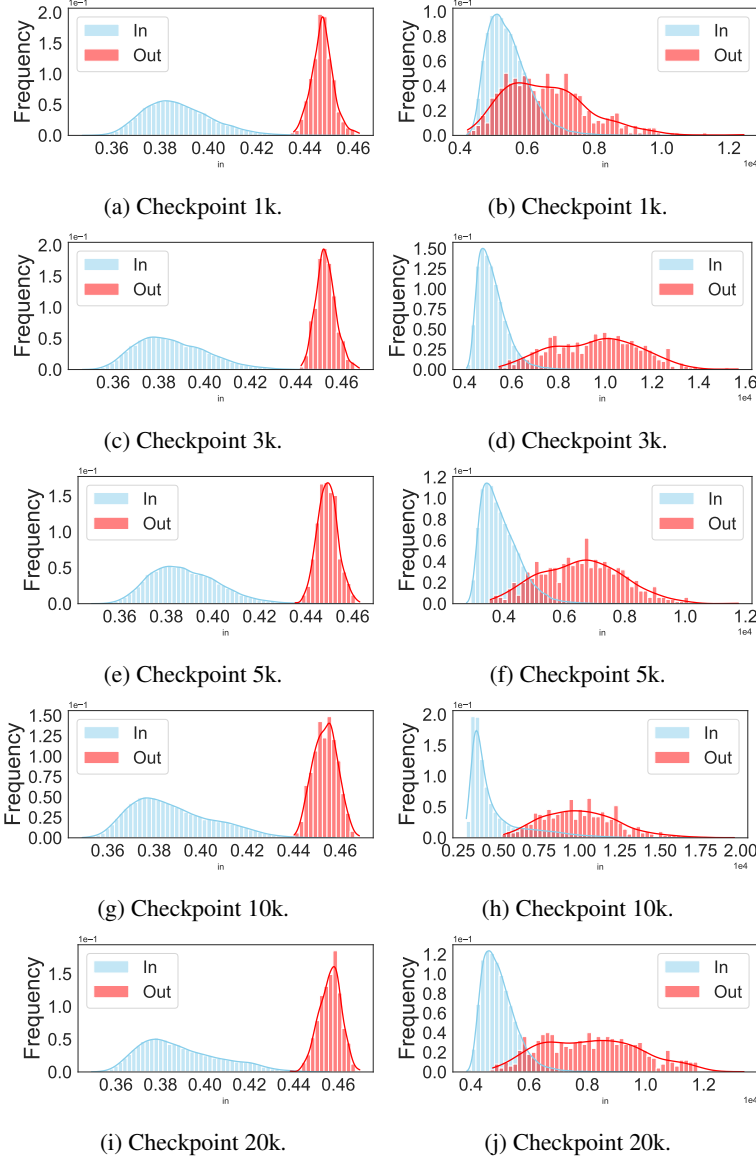 1e-1
2.0
1.5
1.0
0.5
0.0
Frequency
In
Out
0.36 0.38 0.40 0.42 0.44 0.46
in
(a) Checkpoint 1k.
1e-1
1.0
0.8
0.6
0.4
0.2
0.0
Frequency
In
Out
0.4 0.6 0.8 1.0 1.2
in
1e4
(b) Checkpoint 1k.
1e-1
2.0
1.5
1.0
0.5
0.0
Frequency
In
Out
0.36 0.38 0.40 0.42 0.44 0.46
in
(c) Checkpoint 3k.
1e-1
1.50
1.25
1.00
0.75
0.50
0.25
0.00
Frequency
In
Out
0.4 0.6 0.8 1.0 1.2 1.4 1.6
in
1e4
(d) Checkpoint 3k.
1e-1
1.5
1.0
0.5
0.0
Frequency
In
Out
0.36 0.38 0.40 0.42 0.44 0.46
in
(e) Checkpoint 5k.
1e-1
1.2
1.0
0.8
0.6
0.4
0.2
0.0
Frequency
In
Out
0.4 0.6 0.8 1.0 1.2
in
1e4
(f) Checkpoint 5k.
1e-1
1.50
1.25
1.00
0.75
0.50
0.25
0.00
Frequency
In
Out
0.36 0.38 0.40 0.42 0.44 0.46
in
(g) Checkpoint 10k.
1e-1
2.0
1.5
1.0
0.5
0.0
Frequency
In
Out
0.25 0.50 0.75 1.00 1.25 1.50 1.75 2.00
in
1e4
(h) Checkpoint 10k.
1e-1
1.5
1.0
0.5
0.0
Frequency
In
Out
0.36 0.38 0.40 0.42 0.44 0.46
in
(i) Checkpoint 20k.
1e-1
1.2
1.0
0.8
0.6
0.4
0.2
0.0
Frequency
In
Out
0.4 0.6 0.8 1.0 1.2
in
1e4
(j) Checkpoint 20k.